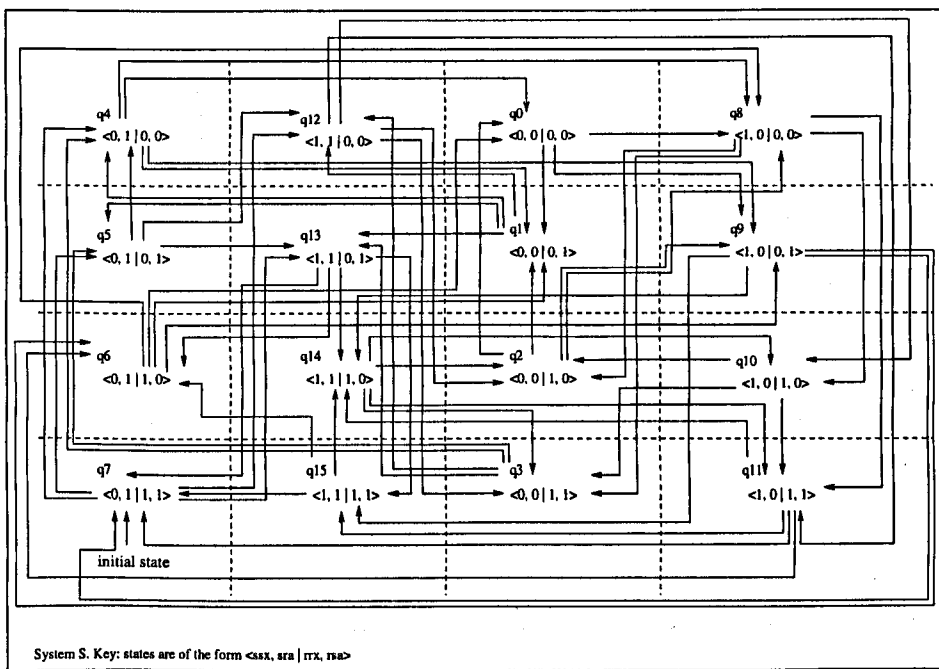 q4
<0, 1 | 0, 0>
q12
<1, 1 | 0, 0>
q0
<0, 0 | 0, 0>
q8
<1, 0 | 0, 0>
q5
<0, 1 | 0, 1>
q13
<1, 1 | 0, 1>
q1
<0, 0 | 0, 1>
q9
<1, 0 | 0, 1>
q6
<0, 1 | 1, 0>
q14
<1, 1 | 1, 0>
q2
<0, 0 | 1, 0>
q10
<1, 0 | 1, 0>
q7
<0, 1 | 1, 1>
q15
<1, 1 | 1, 1>
q3
<0, 0 | 1, 1>
q11
<1, 0 | 1, 1>
initial state
System S. Key: states are of the form <ssx, sra | rrx, rsa>